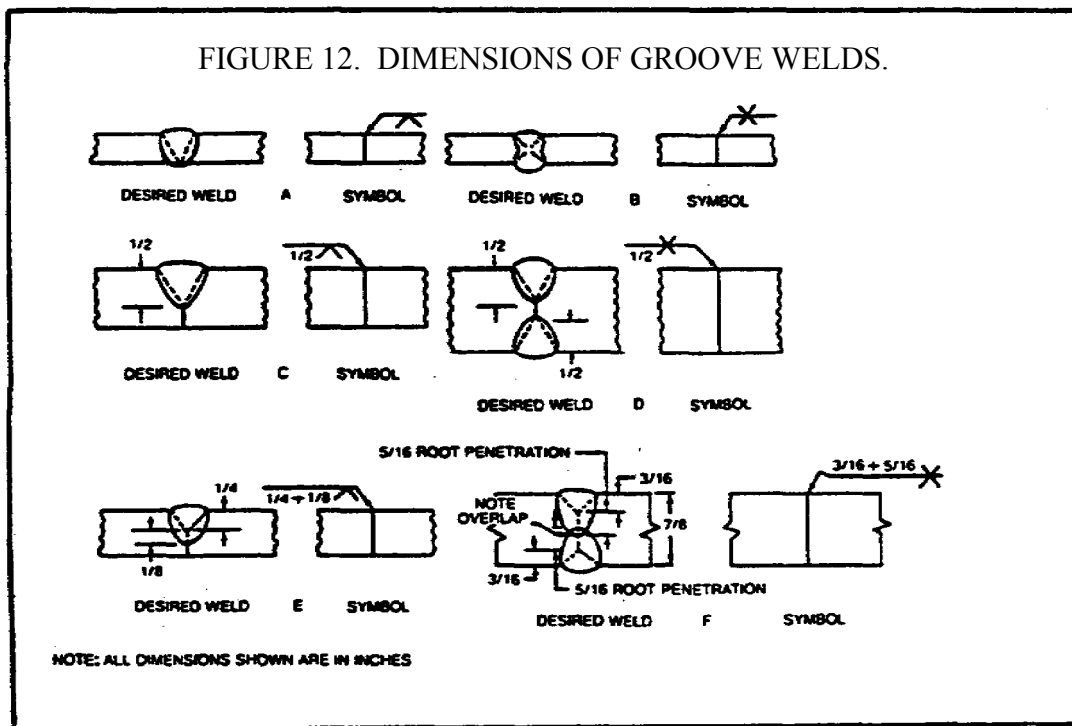 FIGURE 12. DIMENSIONS OF GROOVE WELDS.
DESIRED WELD A SYMBOL
DESIRED WELD B SYMBOL
1/2
1/2
1/2
1/2
1/2
DESIRED WELD C SYMBOL
DESIRED WELD D SYMBOL
1/4
1/4 + 1/8
1/8
DESIRED WELD E SYMBOL
5/16 ROOT PENETRATION
3/16
NOTE
OVERLAP
7/8
3/16
5/16 ROOT PENETRATION
3/16 + 5/16
DESIRED WELD F SYMBOL
NOTE: ALL DIMENSIONS SHOWN ARE IN INCHES